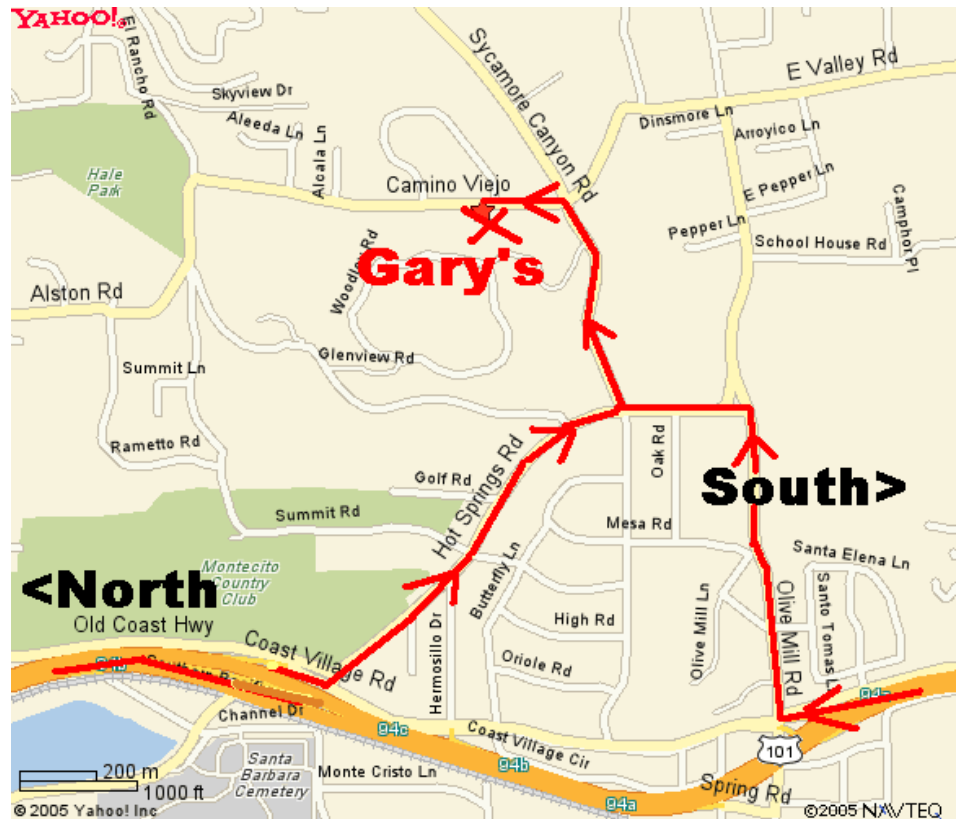 YAHOO!
El Rancho Rd
Sycamore Canyon Rd
E Valley Rd
Skyview Dr
Dinsmore Ln
Aleeda Ln
Arroyico Ln
Alcala Ln
Hale
Park
Camino Viejo
E Pepper Ln
Camphor Pl
Pepper Ln
School House Rd
Gary's
Alston Rd
Glenview Rd
Summit Ln
Rametto Rd
Oak Rd
Golf Rd
Hot Springs Rd
South>
Summit Rd
Mesa Rd
Santa Elena Ln
Butterfly Ln
Montecito
Country
Club
<North
Old Coast Hwy
Coast Village Rd
Hermosillo Dr
High Rd
Olive Mill Ln
Olive Mill Rd
Santo Tomas L
Oriole Rd
Channel Dr
94c
Coast Village Cir
101
Santa
Barbara
Cemetery
Monte Cristo Ln
94b
Spring Rd
94a
200 m
1000 ft
© 2005 Yahoo! Inc
©2005 NAVTEQ